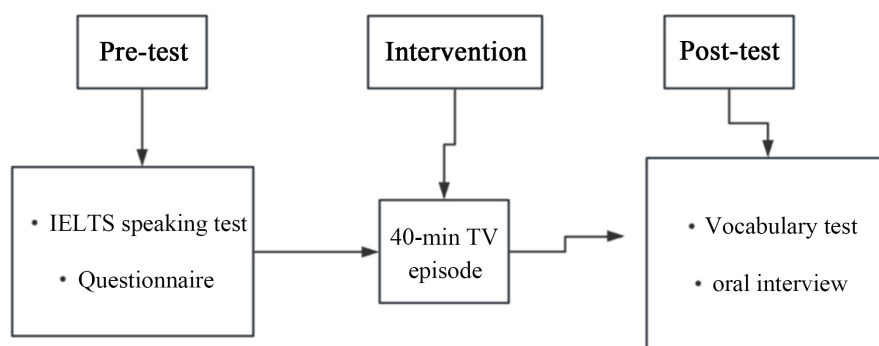 Pre-test
Intervention
Post-test
• IELTS speaking test
• Questionnaire
40-min TV
episode
• Vocabulary test
• oral interview